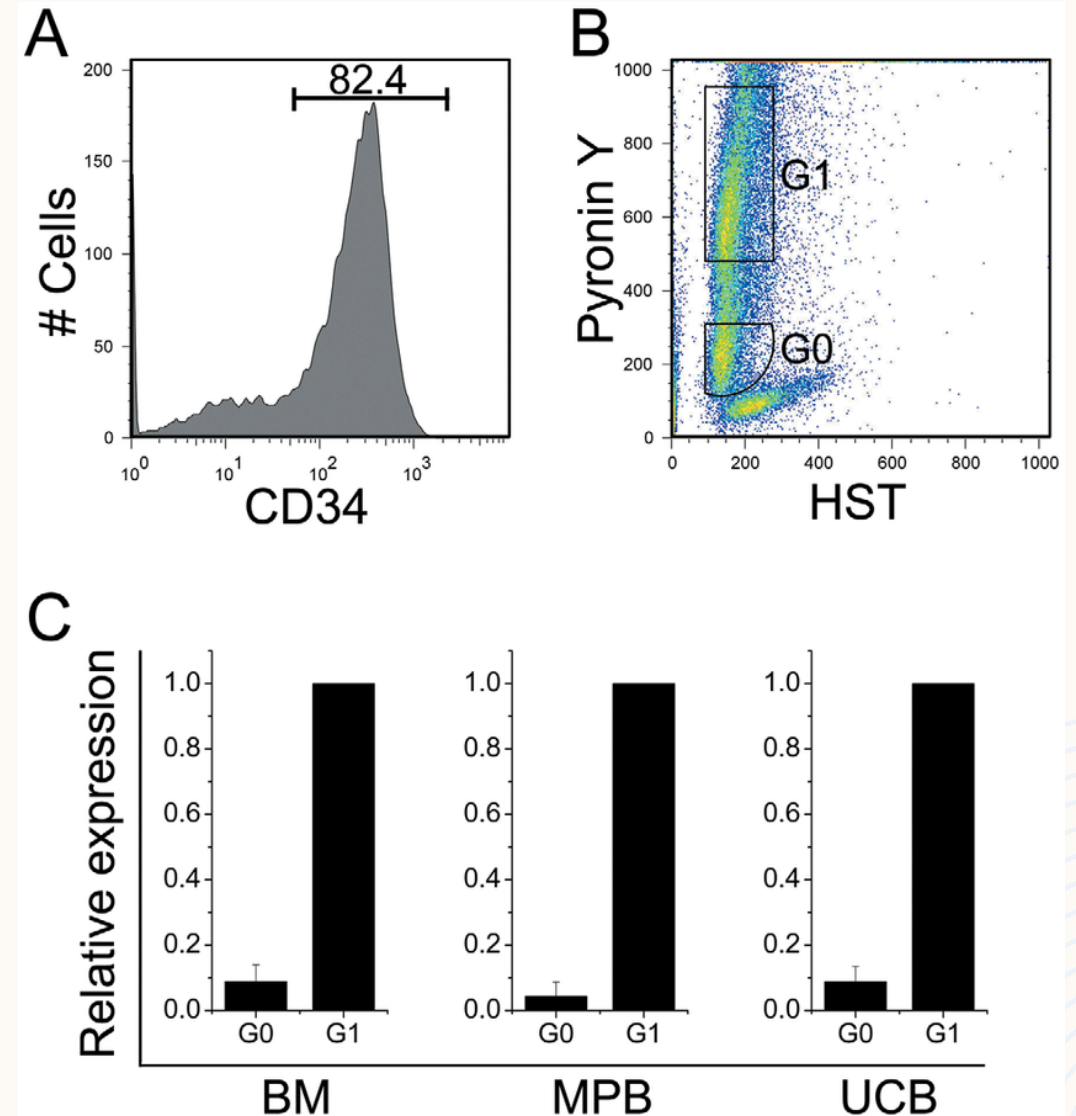 A
82.4
200
150
100
50
0
# Cells
10^0 10^1 10^2 10^3
CD34
B
1000
800
600
400
200
0
Pyronin Y
G1
G0
0 200 400 600 800 1000
HST
C
Relative expression
1.0
0.8
0.6
0.4
0.2
0.0
G0 G1
BM
1.0
0.8
0.6
0.4
0.2
0.0
G0 G1
MPB
1.0
0.8
0.6
0.4
0.2
0.0
G0 G1
UCB